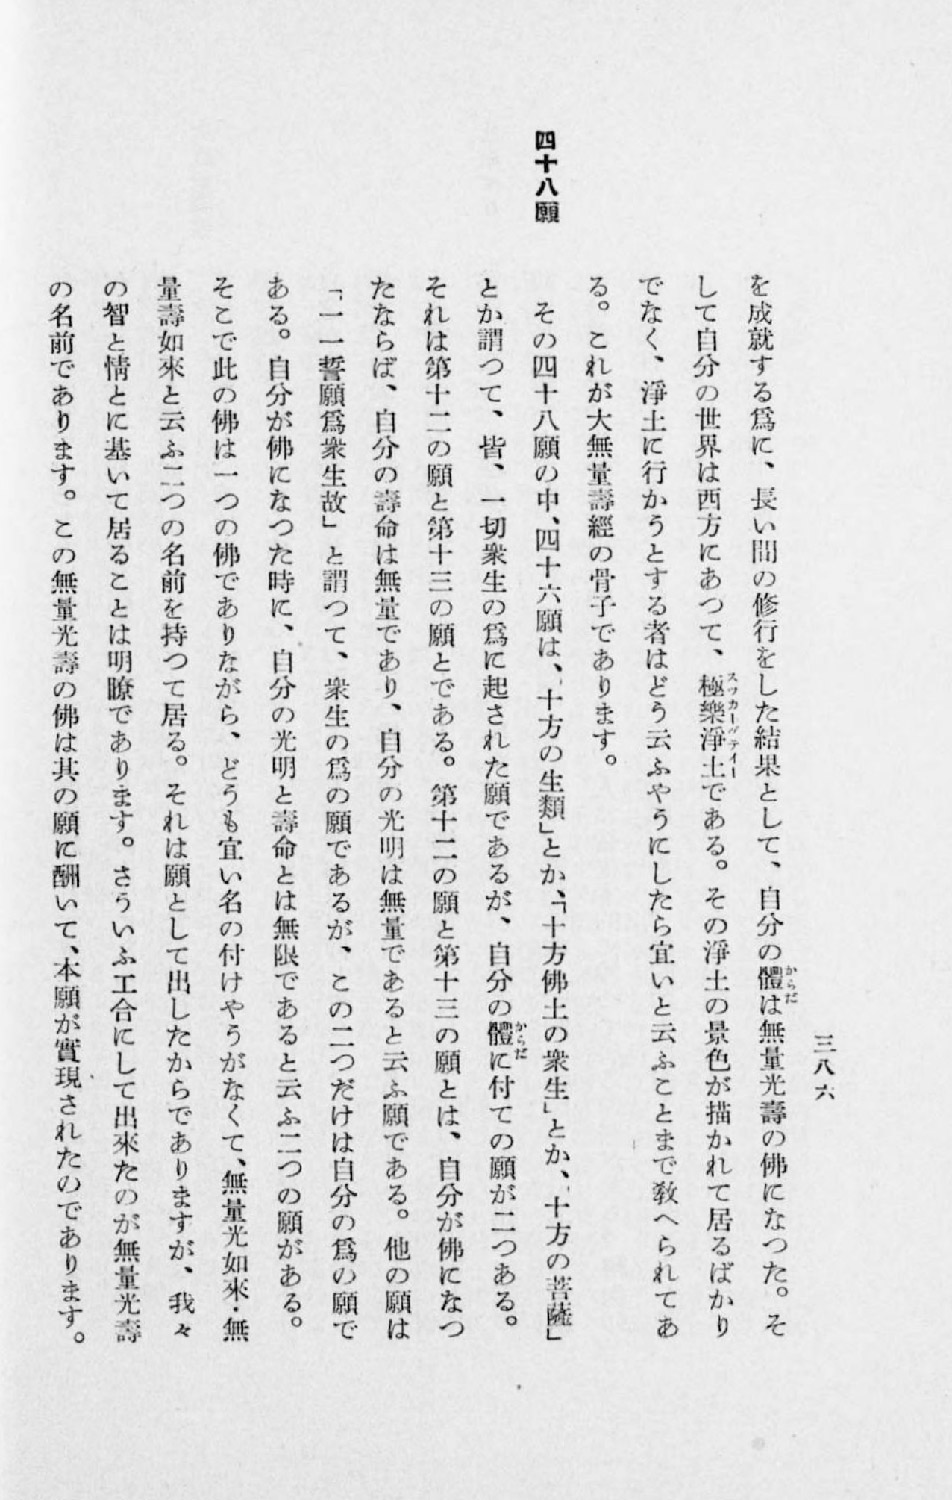 三八六
を成就する爲に、長い間の修行をした結果として、自分の體は無量光壽の佛になつた。そ
からだ
して自分の世界は西方にあつて、極樂淨土である。その淨土の景色が描かれて居るばかり
スワカーバテイー
でなく、淨土に行かうとする者はどう云ふやうにしたら宜いと云ふことまで敎へられてあ
る。これが大無量壽經の骨子であります。
四十八願
その四十八願の中、四十六願は、「十方の生類」とか、「十方佛土の衆生」とか、「十方の菩薩」
とか謂つて、皆、一切衆生の爲に起された願であるが、自分の體に付ての願が二つある。
からだ
それは第十二の願と第十三の願とである。第十二の願と第十三の願とは、自分が佛になつ
たならば、自分の壽命は無量であり、自分の光明は無量であると云ふ願である。他の願は
「一一誓願爲衆生故」と謂つて、衆生の爲の願であるが、この二つだけは自分の爲の願で
ある。自分が佛になつた時に、自分の光明と壽命とは無限であると云ふ二つの願がある。
そこで此の佛は一つの佛でありながら、どうも宜い名の付けやうがなくて、無量光如來・無
量壽如來と云ふ二つの名前を持つて居る。それは願として出したからでありますが、我々
の智と情とに基いて居ることは明瞭であります。さういふ工合にして出來たのが無量光壽
の名前であります。この無量光壽の佛は其の願に酬いて、本願が實現されたのであります。